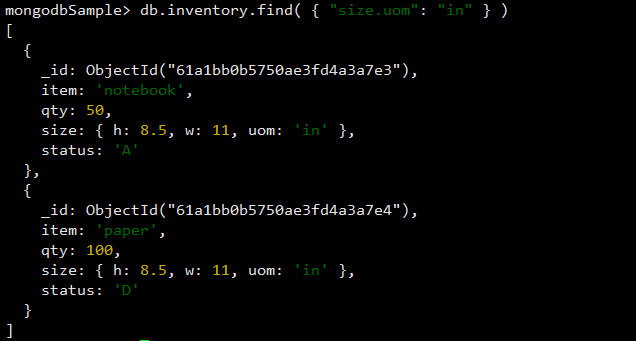 mongodbSample> db.inventory.find( { "size.uom": "in" } )
[
  {
    _id: ObjectId("61a1bb0b5750ae3fd4a3a7e3"),
    item: 'notebook',
    qty: 50,
    size: { h: 8.5, w: 11, uom: 'in' },
    status: 'A'
  },
  {
    _id: ObjectId("61a1bb0b5750ae3fd4a3a7e4"),
    item: 'paper',
    qty: 100,
    size: { h: 8.5, w: 11, uom: 'in' },
    status: 'D'
  }
]